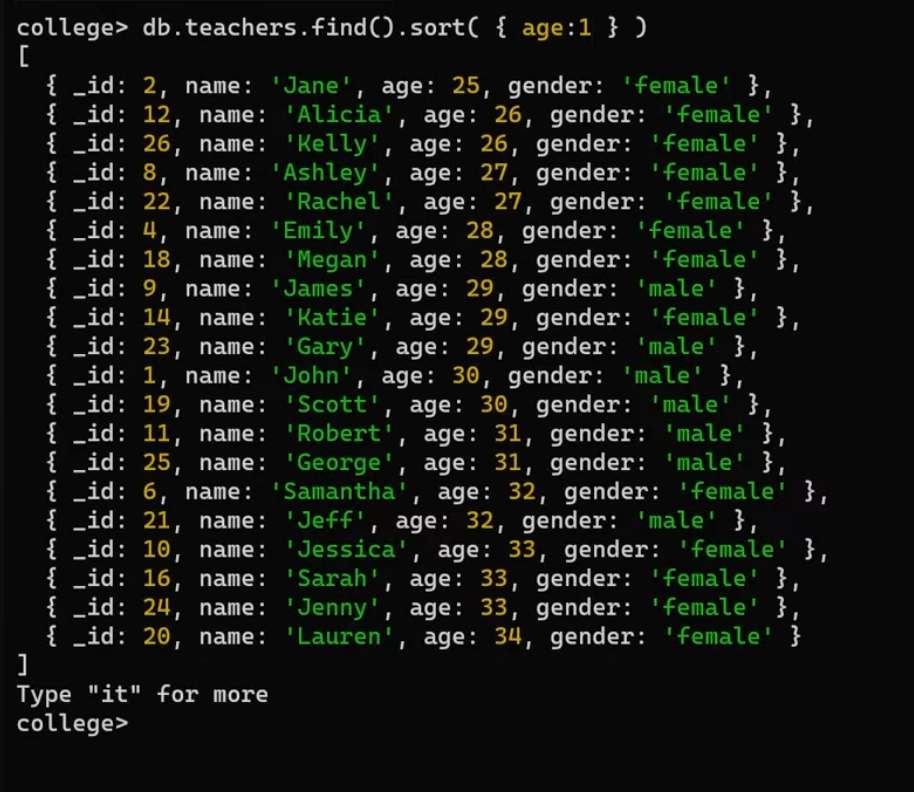 college> db.teachers.find().sort( { age:1 } )
[
  { _id: 2, name: 'Jane', age: 25, gender: 'female' },
  { _id: 12, name: 'Alicia', age: 26, gender: 'female' },
  { _id: 26, name: 'Kelly', age: 26, gender: 'female' },
  { _id: 8, name: 'Ashley', age: 27, gender: 'female' },
  { _id: 22, name: 'Rachel', age: 27, gender: 'female' },
  { _id: 4, name: 'Emily', age: 28, gender: 'female' },
  { _id: 18, name: 'Megan', age: 28, gender: 'female' },
  { _id: 9, name: 'James', age: 29, gender: 'male' },
  { _id: 14, name: 'Katie', age: 29, gender: 'female' },
  { _id: 23, name: 'Gary', age: 29, gender: 'male' },
  { _id: 1, name: 'John', age: 30, gender: 'male' },
  { _id: 19, name: 'Scott', age: 30, gender: 'male' },
  { _id: 11, name: 'Robert', age: 31, gender: 'male' },
  { _id: 25, name: 'George', age: 31, gender: 'male' },
  { _id: 6, name: 'Samantha', age: 32, gender: 'female' },
  { _id: 21, name: 'Jeff', age: 32, gender: 'male' },
  { _id: 10, name: 'Jessica', age: 33, gender: 'female' },
  { _id: 16, name: 'Sarah', age: 33, gender: 'female' },
  { _id: 24, name: 'Jenny', age: 33, gender: 'female' },
  { _id: 20, name: 'Lauren', age: 34, gender: 'female' }
]
Type "it" for more
college>